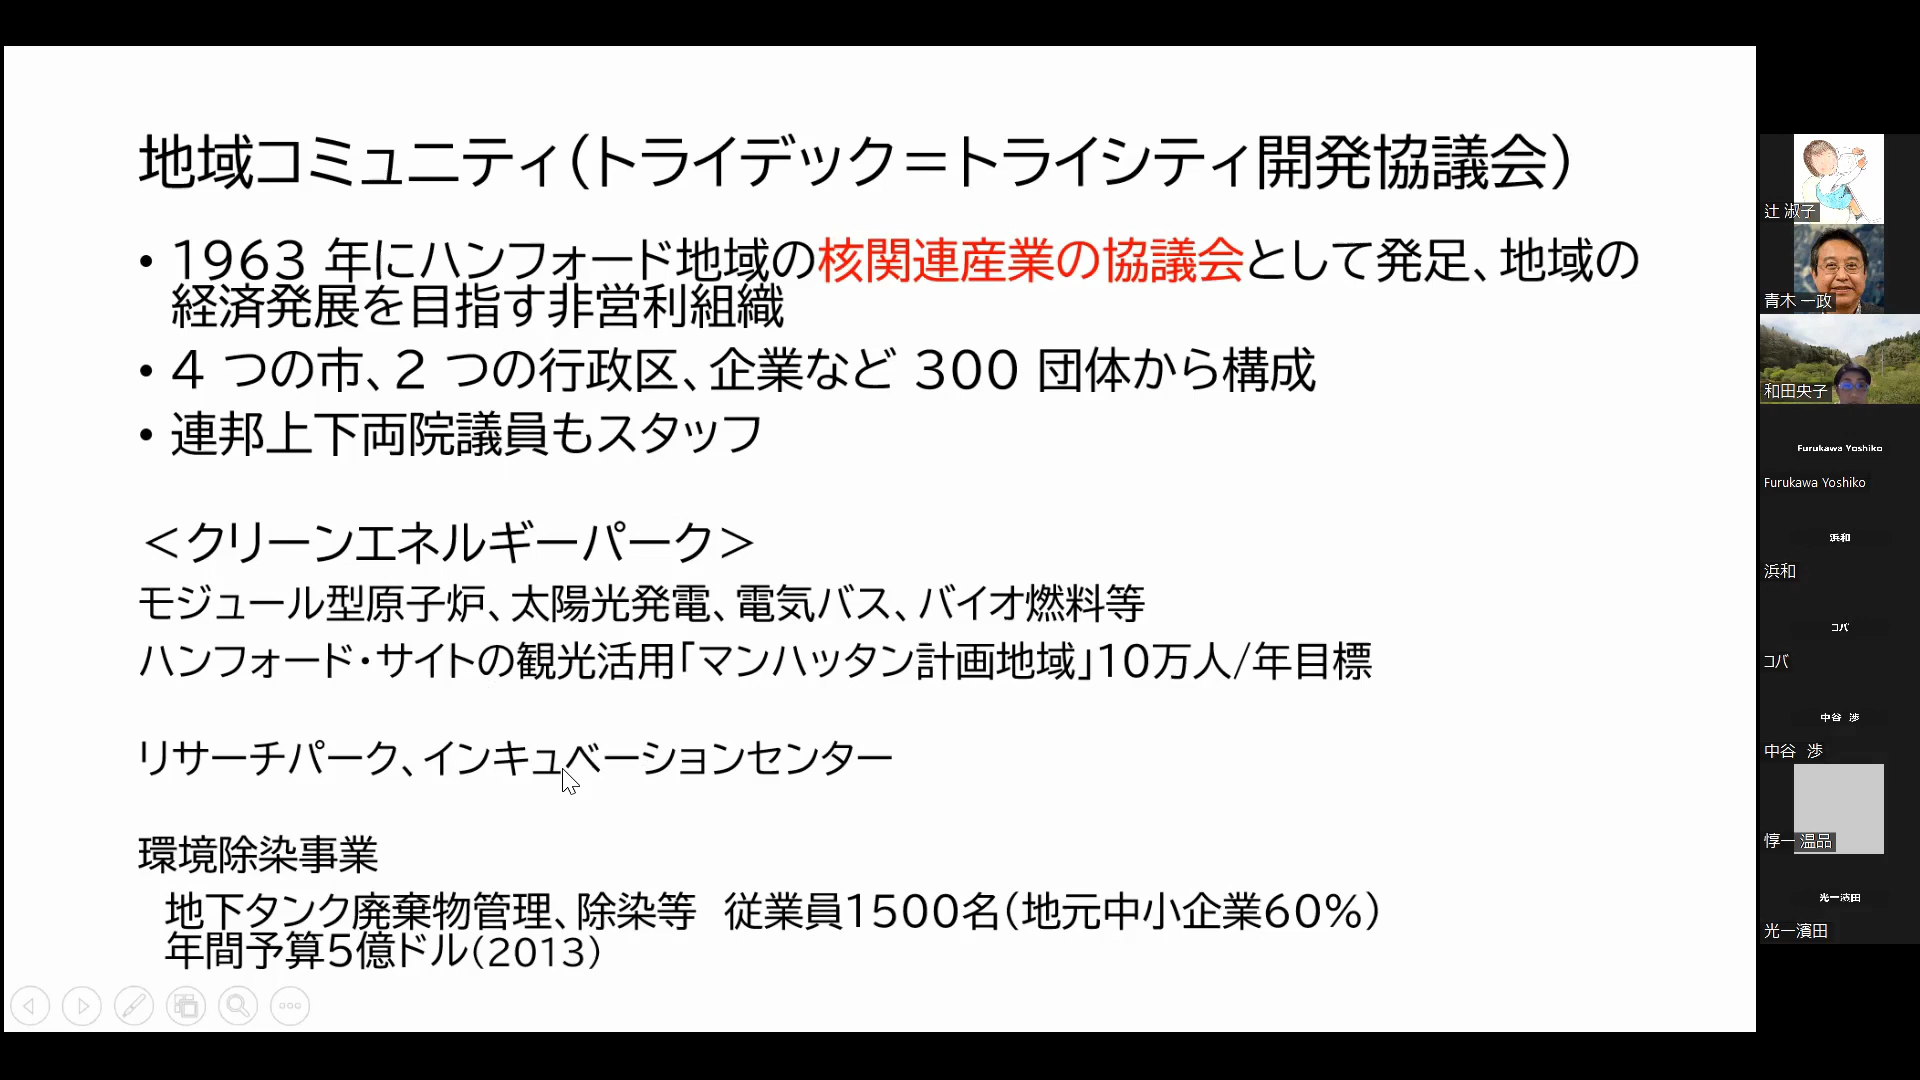 地域コミュニティ(トライデック=トライシティ開発協議会)
• 1963 年にハンフォード地域の核関連産業の協議会として発足、地域の
経済発展を目指す非営利組織
• 4 つの市、2 つの行政区、企業など 300 団体から構成
• 連邦上下両院議員もスタッフ
＜クリーンエネルギーパーク＞
モジュール型原子炉、太陽光発電、電気バス、バイオ燃料等
ハンフォード・サイトの観光活用「マンハッタン計画地域」10万人/年目標
リサーチパーク、インキュベーションセンター
環境除染事業
地下タンク廃棄物管理、除染等　従業員1500名(地元中小企業60%)
年間予算5億ドル(2013)
辻 淑子
青木 一政
和田央子
Furukawa Yoshiko
Furukawa Yoshiko
浜和
浜和
コバ
コバ
中谷　渉
中谷　渉
惇一 温品
光一濱田
光一濱田